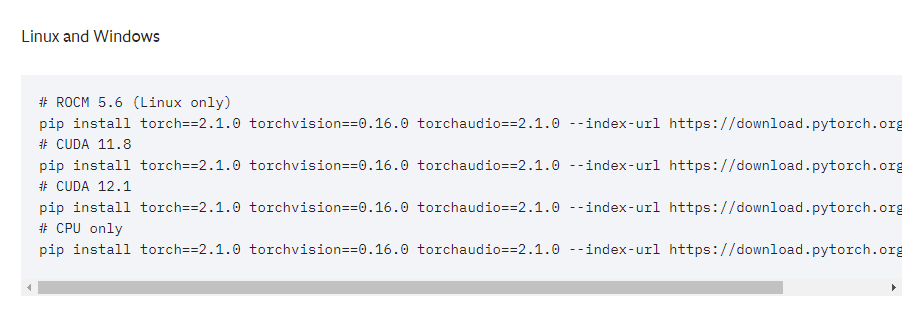 Linux and Windows
# ROCM 5.6 (Linux only)
pip install torch==2.1.0 torchvision==0.16.0 torchaudio==2.1.0 --index-url https://download.pytorch.org
# CUDA 11.8
pip install torch==2.1.0 torchvision==0.16.0 torchaudio==2.1.0 --index-url https://download.pytorch.org
# CUDA 12.1
pip install torch==2.1.0 torchvision==0.16.0 torchaudio==2.1.0 --index-url https://download.pytorch.org
# CPU only
pip install torch==2.1.0 torchvision==0.16.0 torchaudio==2.1.0 --index-url https://download.pytorch.org